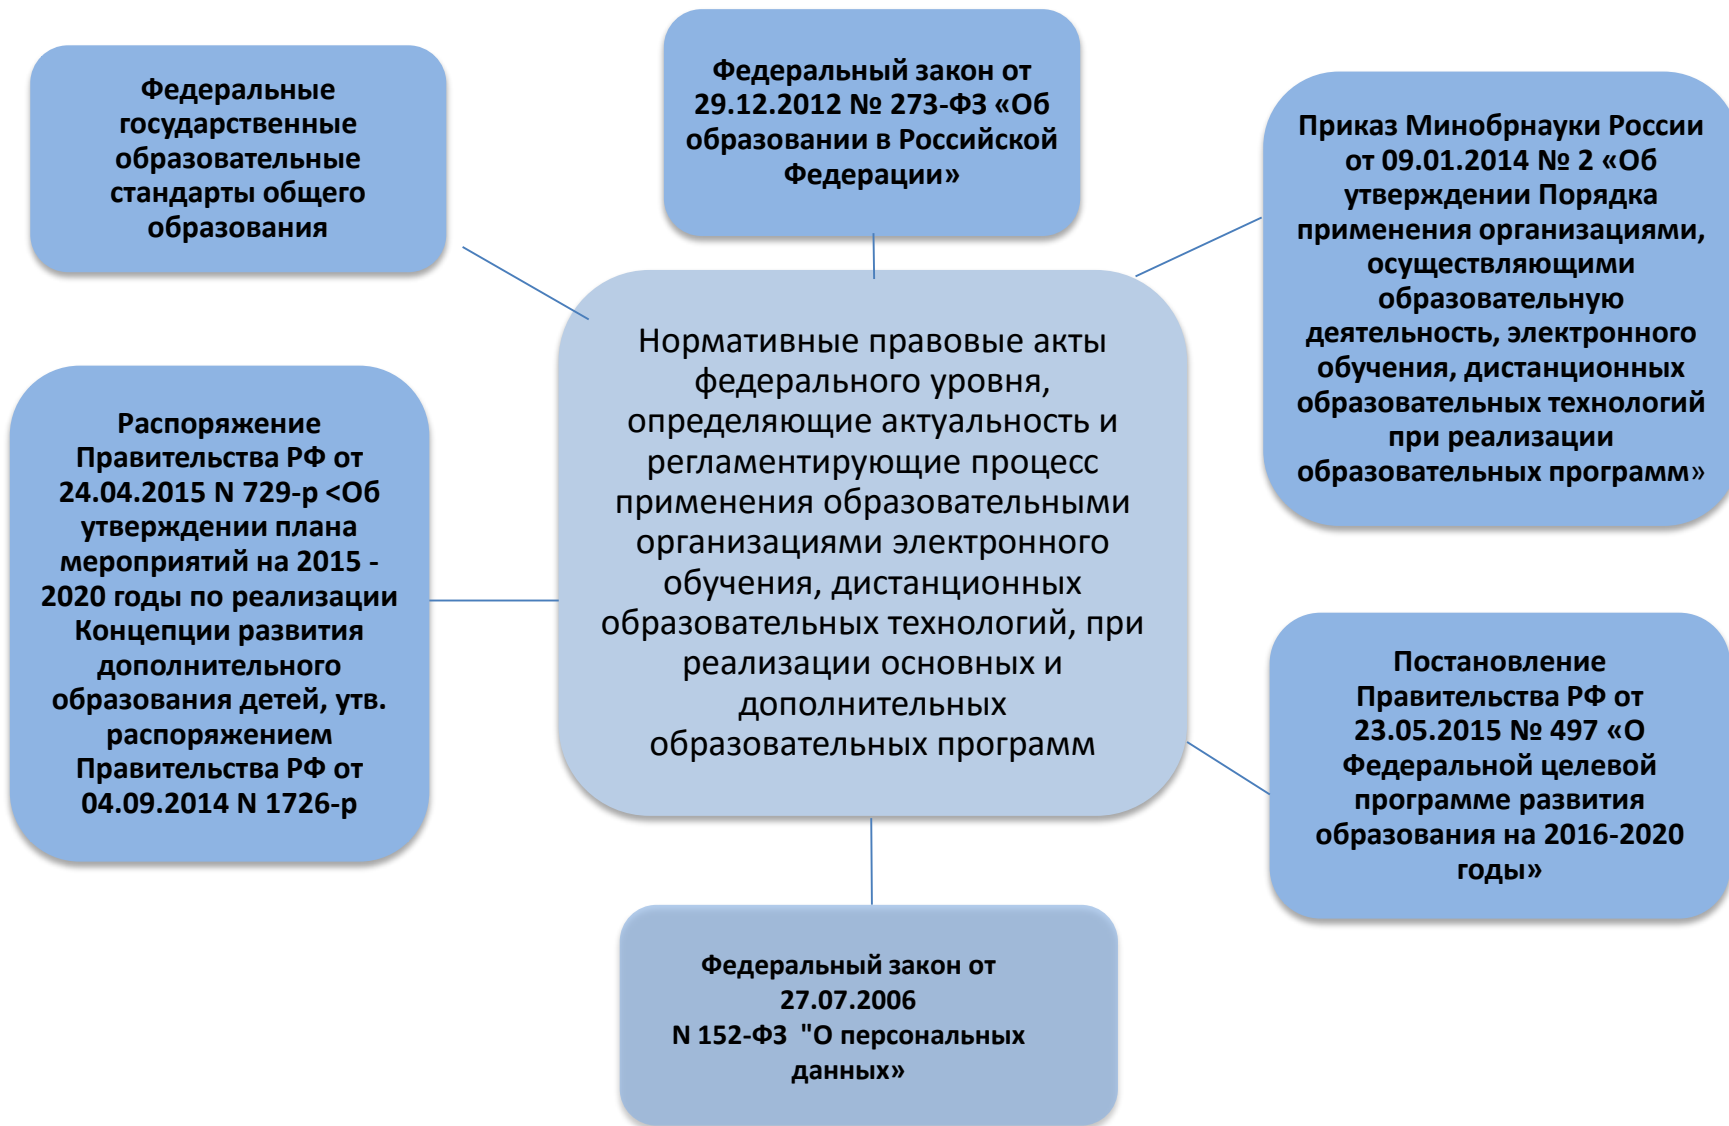 Федеральные
государственные
образовательные
стандарты общего
образования
Федеральный закон от
29.12.2012 № 273-ФЗ «Об
образовании в Российской
Федерации»
Приказ Минобрнауки России
от 09.01.2014 № 2 «Об
утверждении Порядка
применения организациями,
осуществляющими
образовательную
деятельность, электронного
обучения, дистанционных
образовательных технологий
при реализации
образовательных программ»
Нормативные правовые акты
федерального уровня,
определяющие актуальность и
регламентирующие процесс
применения образовательными
организациями электронного
обучения, дистанционных
образовательных технологий, при
реализации основных и
дополнительных
образовательных программ
Распоряжение
Правительства РФ от
24.04.2015 N 729-р <Об
утверждении плана
мероприятий на 2015 -
2020 годы по реализации
Концепции развития
дополнительного
образования детей, утв.
распоряжением
Правительства РФ от
04.09.2014 N 1726-р
Постановление
Правительства РФ от
23.05.2015 № 497 «О
Федеральной целевой
программе развития
образования на 2016-2020
годы»
Федеральный закон от
27.07.2006
N 152-ФЗ "О персональных
данных»